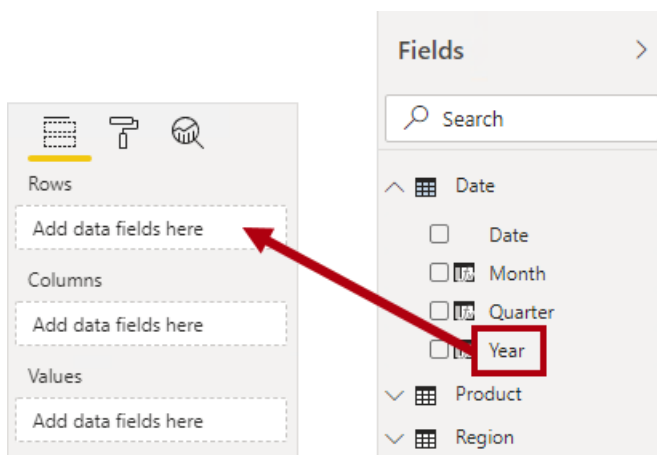 Rows
Add data fields here
Columns
Add data fields here
Values
Add data fields here
Fields
Search
Date
Date
Month
Quarter
Year
Product
Region